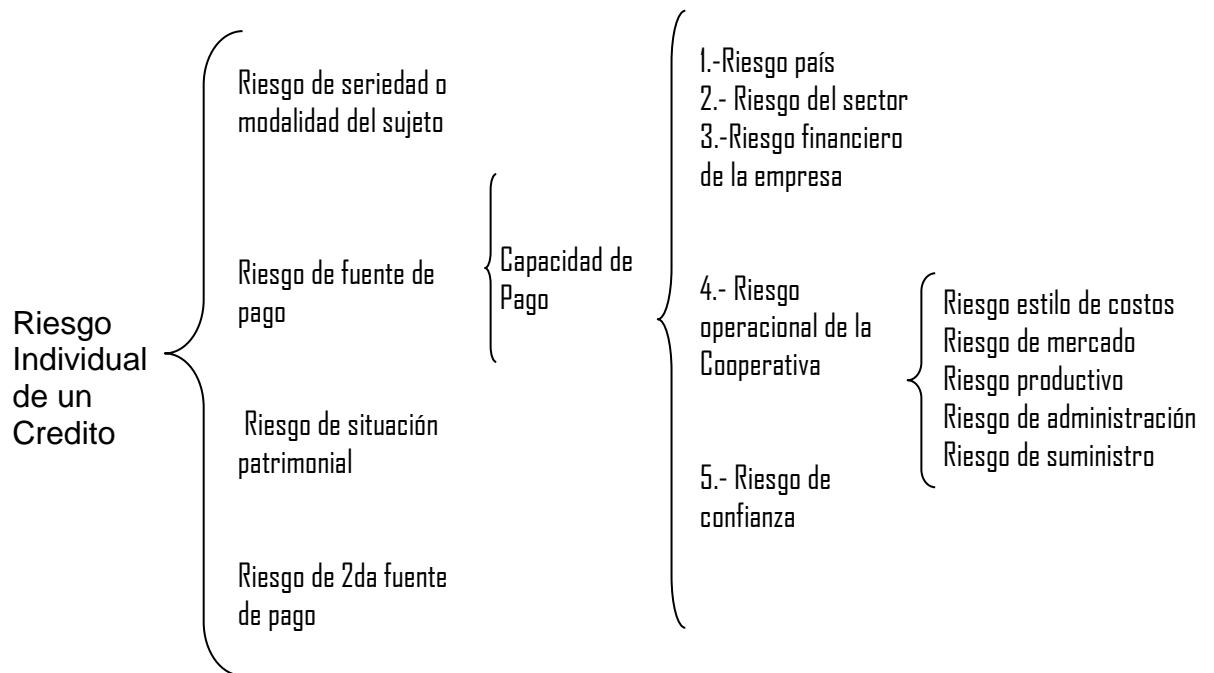 Riesgo
Individual
de un
Credito
Riesgo de seriedad o
modalidad del sujeto
Riesgo de fuente de
pago
Riesgo de situación
patrimonial
Riesgo de 2da fuente
de pago
Capacidad de
Pago
1.-Riesgo país
2.- Riesgo del sector
3.-Riesgo financiero
de la empresa
4.- Riesgo
operacional de la
Cooperativa
5.- Riesgo de
confianza
Riesgo estilo de costos
Riesgo de mercado
Riesgo productivo
Riesgo de administración
Riesgo de suministro